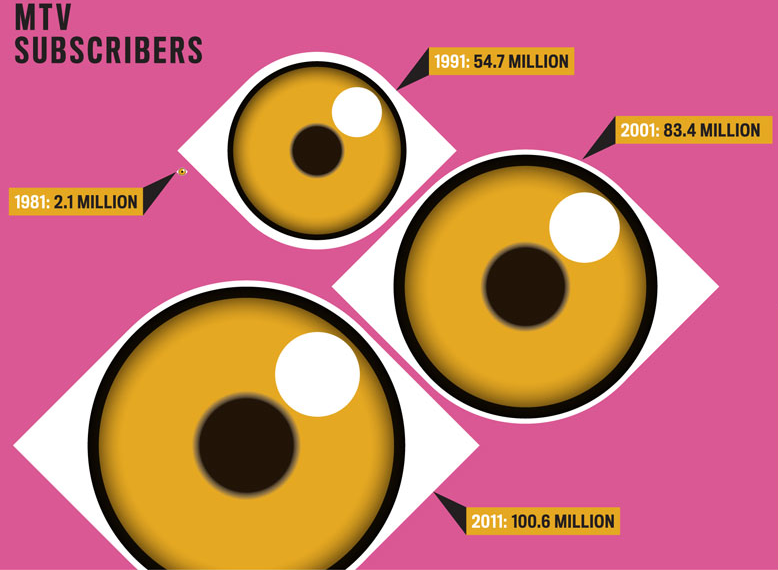 MTV
SUBSCRIBERS
1991: 54.7 MILLION
2001: 83.4 MILLION
1981: 2.1 MILLION
2011: 100.6 MILLION